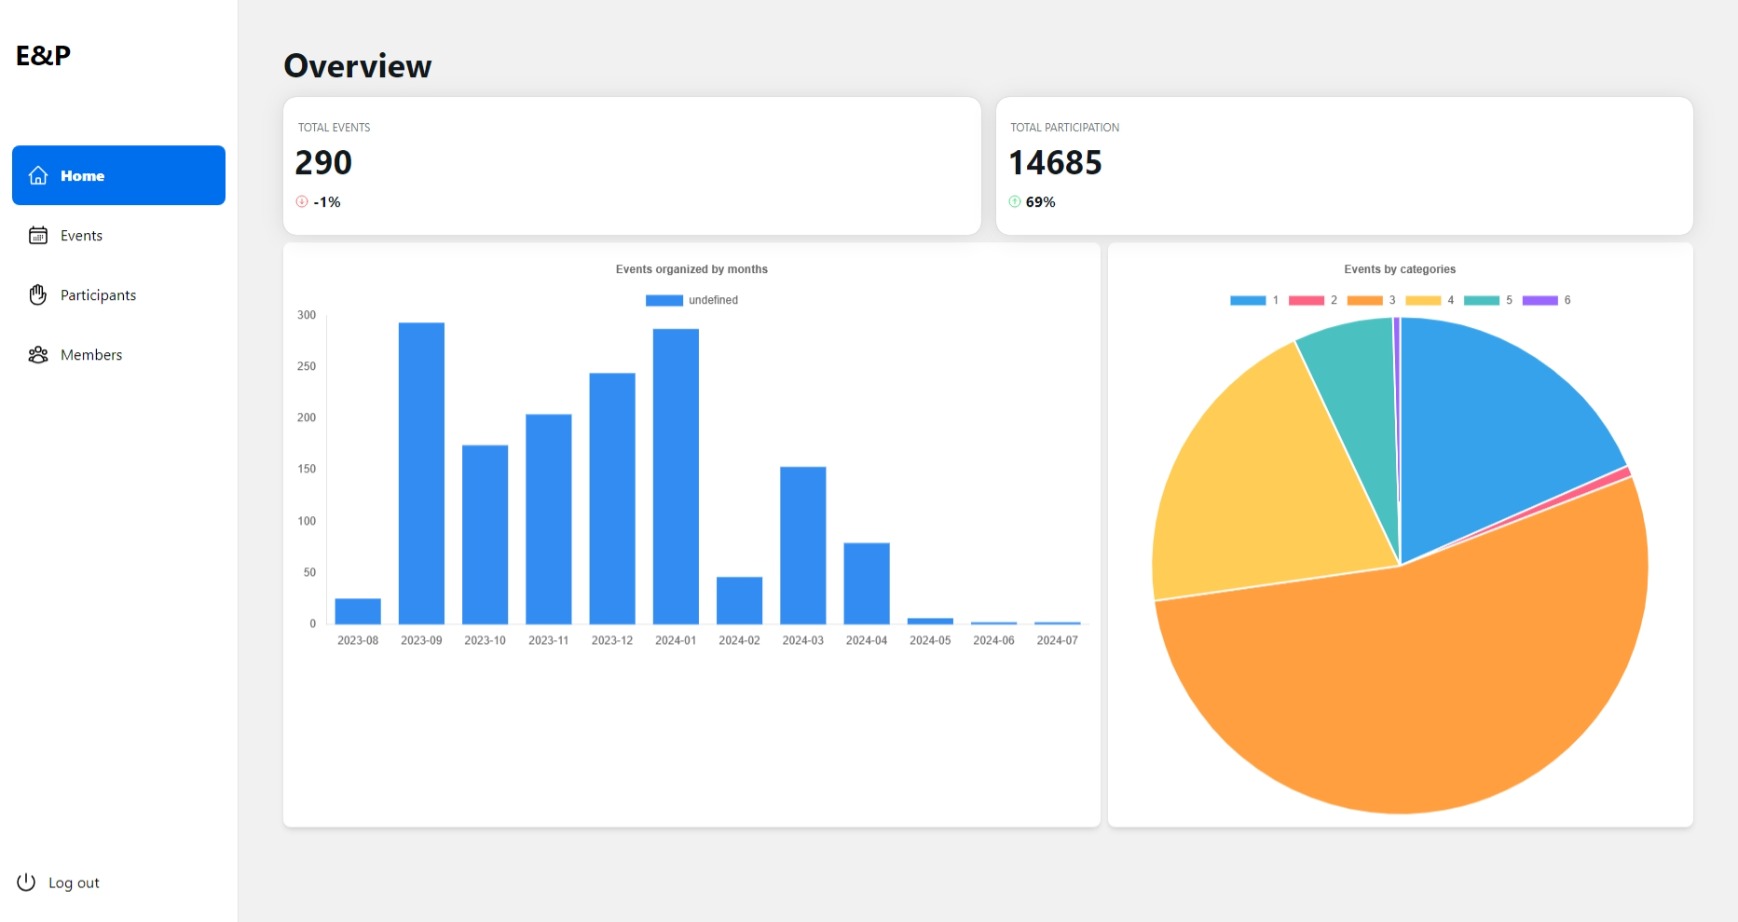 E&P
Home
Events
Participants
Members
Log out
Overview
TOTAL EVENTS
290
-1%
TOTAL PARTICIPATION
14685
69%
Events organized by months
undefined
300
250
200
150
100
50
0
2023-08 2023-09 2023-10 2023-11 2023-12 2024-01 2024-02 2024-03 2024-04 2024-05 2024-06 2024-07
Events by categories
1 2 3 4 5 6